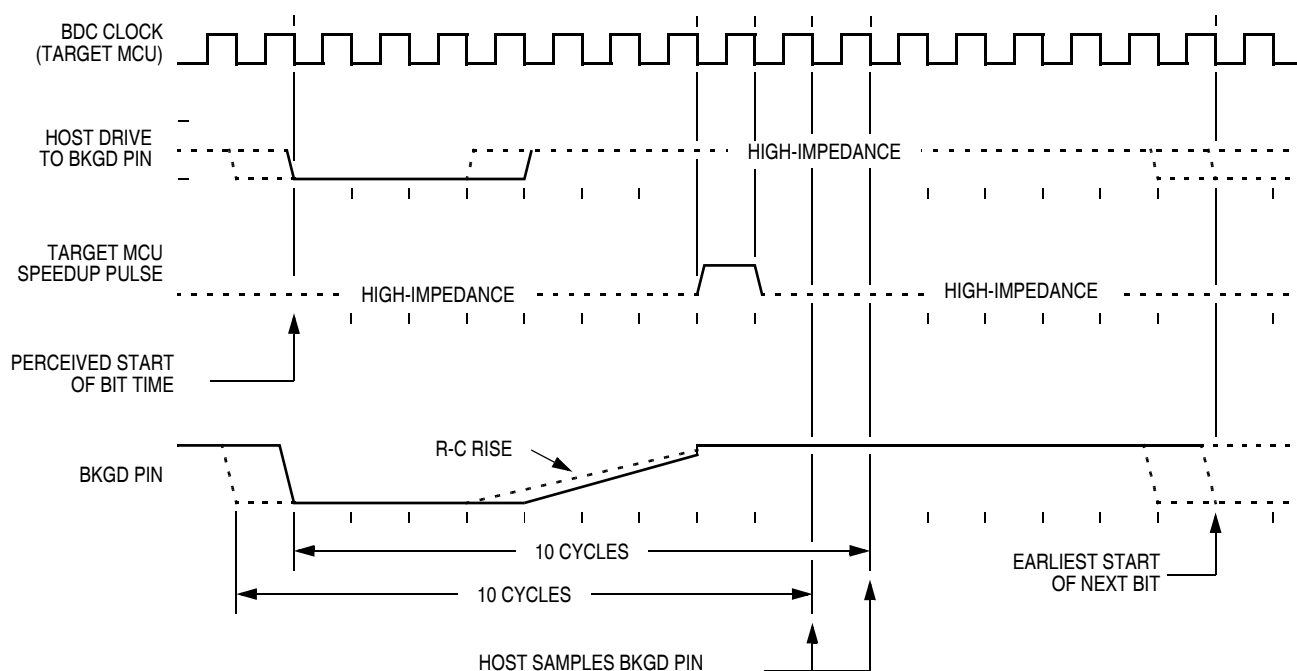 BDC CLOCK
(TARGET MCU)
HOST DRIVE
TO BKGD PIN
HIGH-IMPEDANCE
TARGET MCU
SPEEDUP PULSE
HIGH-IMPEDANCE
HIGH-IMPEDANCE
PERCEIVED START
OF BIT TIME
R-C RISE
BKGD PIN
10 CYCLES
EARLIEST START
OF NEXT BIT
10 CYCLES
HOST SAMPLES BKGD PIN